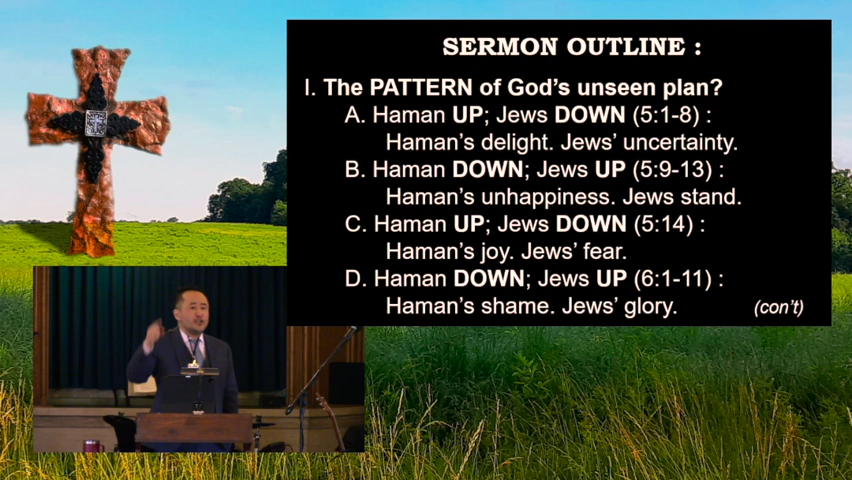 SERMON OUTLINE :
I. The PATTERN of God's unseen plan?
A. Haman UP; Jews DOWN (5:1-8) :
Haman's delight. Jews' uncertainty.
B. Haman DOWN; Jews UP (5:9-13) :
Haman's unhappiness. Jews stand.
C. Haman UP; Jews DOWN (5:14) :
Haman's joy. Jews' fear.
D. Haman DOWN; Jews UP (6:1-11) :
Haman's shame. Jews' glory. (con't)